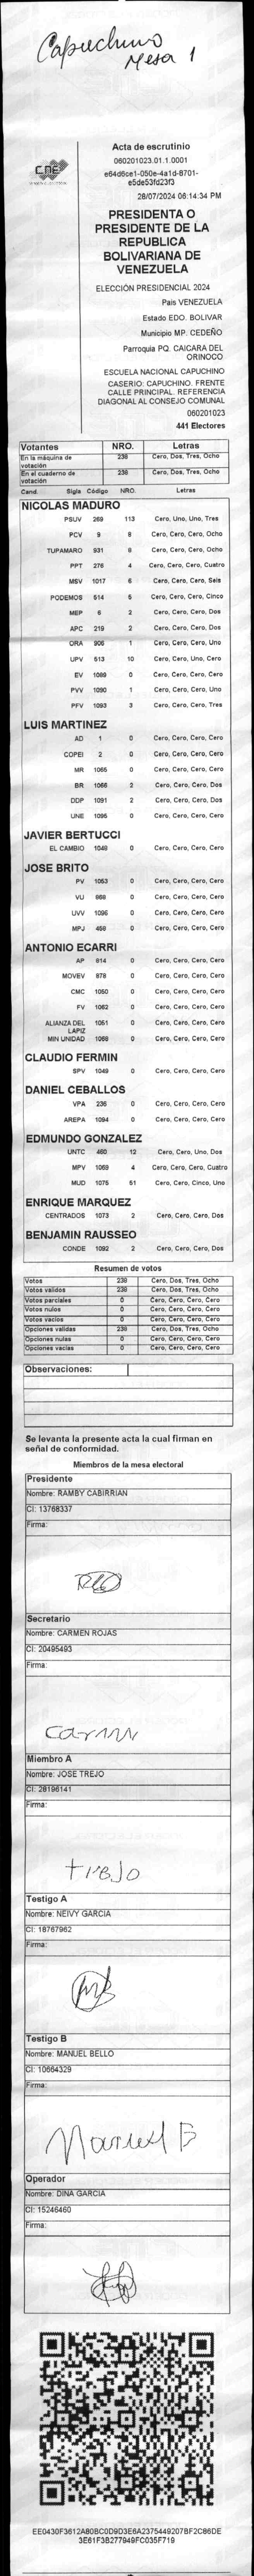 Capuchino
Mesa 1
CNE
Acta de escrutinio
060201023.01.1.0001
e64d6ce1-050e-4a1d-8701-
e5de53fd23f3
28/07/2024 06:14:34 PM
PRESIDENTA O
PRESIDENTE DE LA
REPUBLICA
BOLIVARIANA DE
VENEZUELA
ELECCIÓN PRESIDENCIAL 2024
Pais VENEZUELA
Estado EDO. BOLIVAR
Municipio MP. CEDEÑO
Parroquia PQ. CAICARA DEL
ORINOCO
ESCUELA NACIONAL CAPUCHINO
CASERIO: CAPUCHINO. FRENTE
CALLE PRINCIPAL. REFERENCIA
DIAGONAL AL CONSEJO COMUNAL
060201023
441 Electores
Votantes NRO. Letras
En la máquina de votación 238 Cero, Dos, Tres, Ocho
En el cuaderno de votación 238 Cero, Dos, Tres, Ocho
Cand. Sigla Código NRO. Letras
NICOLAS MADURO
PSUV 269 113 Cero, Uno, Uno, Tres
PCV 9 8 Cero, Cero, Cero, Ocho
TUPAMARO 931 8 Cero, Cero, Cero, Ocho
PPT 276 4 Cero, Cero, Cero, Cuatro
MSV 1017 6 Cero, Cero, Cero, Seis
PODEMOS 514 5 Cero, Cero, Cero, Cinco
MEP 6 2 Cero, Cero, Cero, Dos
APC 219 2 Cero, Cero, Cero, Dos
ORA 906 1 Cero, Cero, Cero, Uno
UPV 613 10 Cero, Cero, Uno, Cero
EV 1089 0 Cero, Cero, Cero, Cero
PVV 1090 1 Cero, Cero, Cero, Uno
PFV 1093 3 Cero, Cero, Cero, Tres
LUIS MARTINEZ
AD 1 0 Cero, Cero, Cero, Cero
COPEI 2 0 Cero, Cero, Cero, Cero
MR 1065 0 Cero, Cero, Cero, Cero
BR 1066 2 Cero, Cero, Cero, Dos
DDP 1091 2 Cero, Cero, Cero, Dos
UNE 1095 0 Cero, Cero, Cero, Cero
JAVIER BERTUCCI
EL CAMBIO 1048 0 Cero, Cero, Cero, Cero
JOSE BRITO
PV 1053 0 Cero, Cero, Cero, Cero
VU 868 0 Cero, Cero, Cero, Cero
UVV 1096 0 Cero, Cero, Cero, Cero
MPJ 458 0 Cero, Cero, Cero, Cero
ANTONIO ECARRI
AP 814 0 Cero, Cero, Cero, Cero
MOVEV 878 0 Cero, Cero, Cero, Cero
CMC 1050 0 Cero, Cero, Cero, Cero
FV 1062 0 Cero, Cero, Cero, Cero
ALIANZA DEL LAPIZ 1051 0 Cero, Cero, Cero, Cero
MIN UNIDAD 1068 0 Cero, Cero, Cero, Cero
CLAUDIO FERMIN
SPV 1049 0 Cero, Cero, Cero, Cero
DANIEL CEBALLOS
VPA 236 0 Cero, Cero, Cero, Cero
AREPA 1094 0 Cero, Cero, Cero, Cero
EDMUNDO GONZALEZ
UNTC 460 12 Cero, Cero, Uno, Dos
MPV 1069 4 Cero, Cero, Cero, Cuatro
MUD 1075 51 Cero, Cero, Cinco, Uno
ENRIQUE MARQUEZ
CENTRADOS 1073 2 Cero, Cero, Cero, Dos
BENJAMIN RAUSSEO
CONDE 1092 2 Cero, Cero, Cero, Dos
Resumen de votos
Votos 238 Cero, Dos, Tres, Ocho
Votos validos 238 Cero, Dos, Tres, Ocho
Votos parciales 0 Cero, Cero, Cero, Cero
Votos nulos 0 Cero, Cero, Cero, Cero
Votos vacios 0 Cero, Cero, Cero, Cero
Opciones validas 238 Cero, Dos, Tres, Ocho
Opciones nulas 0 Cero, Cero, Cero, Cero
Opciones vacias 0 Cero, Cero, Cero, Cero
Observaciones:
Se levanta la presente acta la cual firman en
señal de conformidad.
Miembros de la mesa electoral
Presidente
Nombre: RAMBY CABIRRIAN
CI: 13768337
Firma:
Secretario
Nombre: CARMEN ROJAS
CI: 20495493
Firma:
Carmn
Miembro A
Nombre: JOSE TREJO
CI: 28196141
Firma:
trejo
Testigo A
Nombre: NEIVY GARCIA
CI: 18767962
Firma:
Testigo B
Nombre: MANUEL BELLO
CI: 10664329
Firma:
Manuel B
Operador
Nombre: DINA GARCIA
CI: 15246460
Firma:
EE0430F3612A80BC0D9D3E6A2375449207BF2C86DE
3E61F3B277949FC035F719